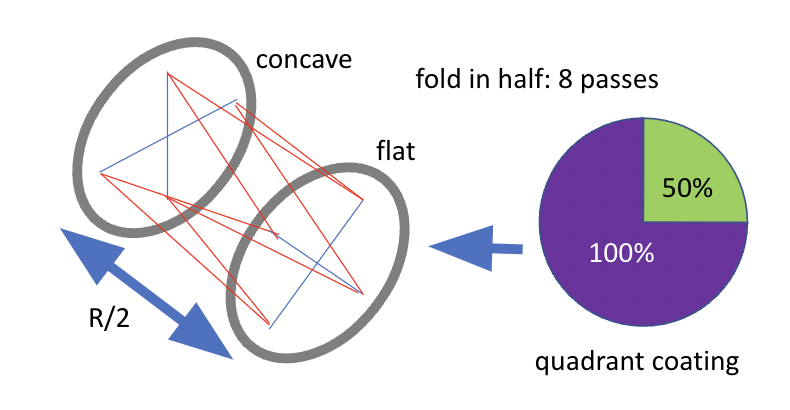 concave
fold in half: 8 passes
flat
50%
100%
R/2
quadrant coating